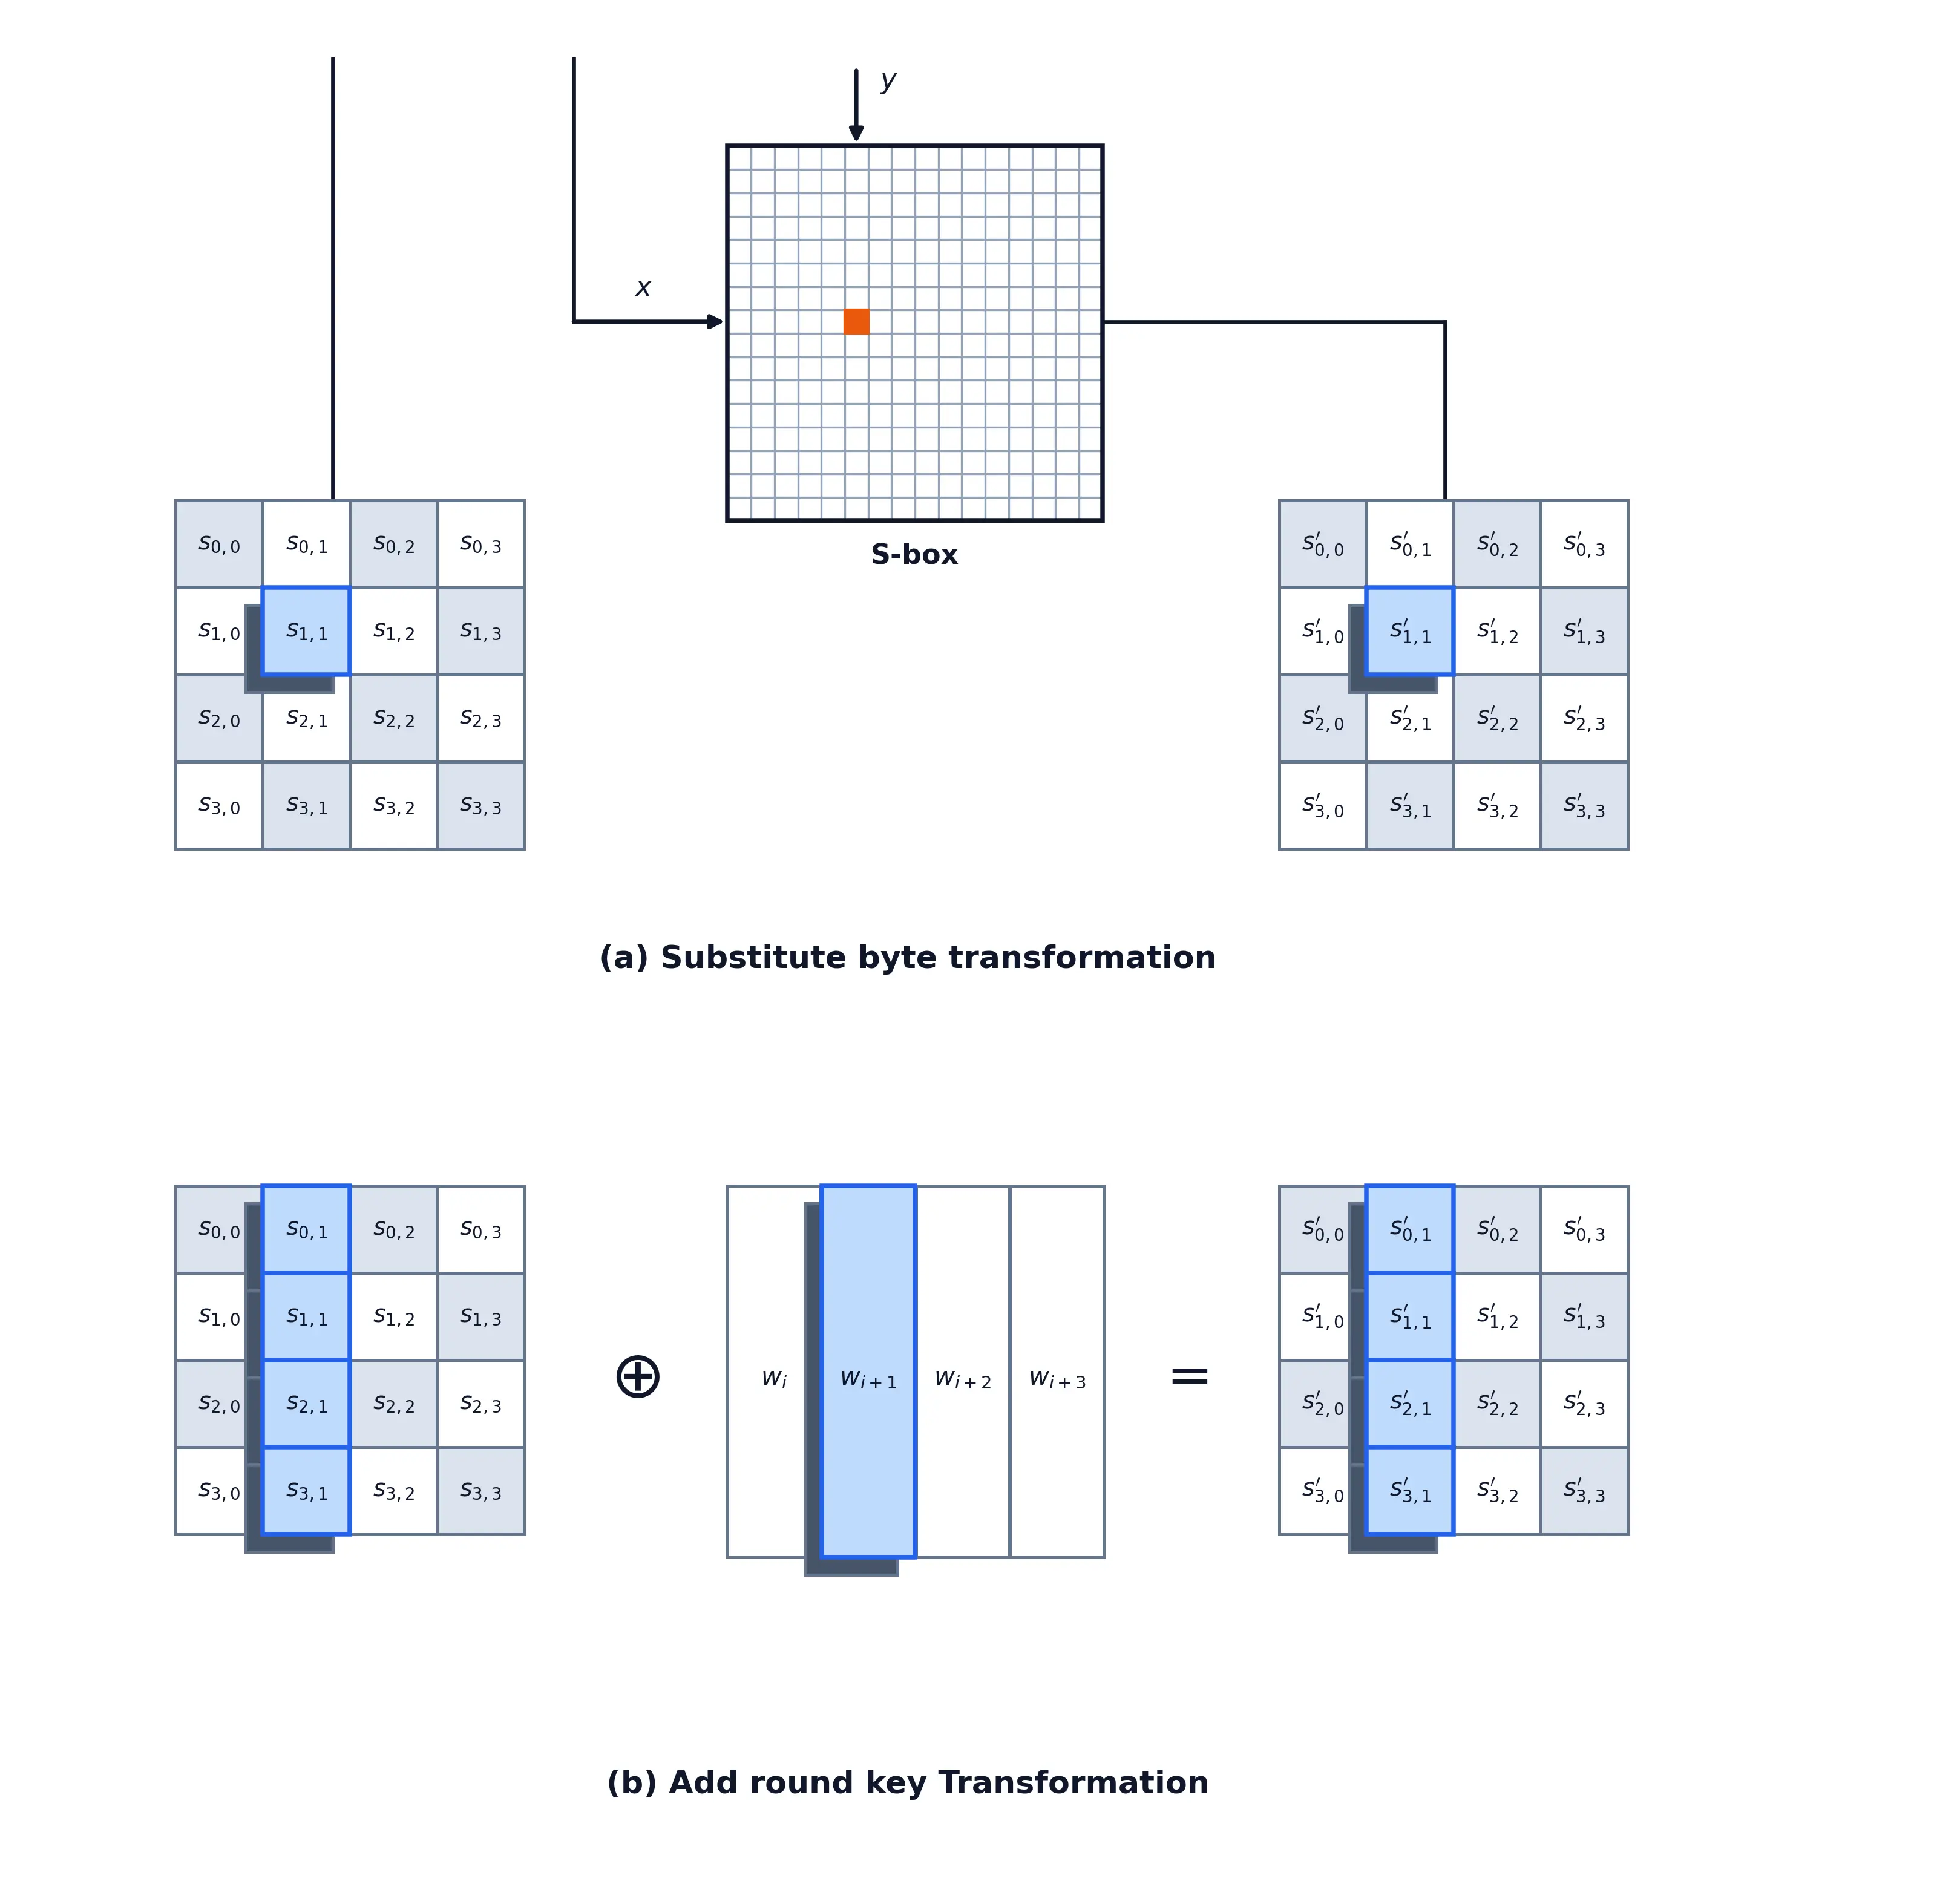 y
x
S-box
s0,0 s0,1 s0,2 s0,3 s′0,0 s′0,1 s′0,2 s′0,3
s1,0 s1,1 s1,2 s1,3 s′1,0 s′1,1 s′1,2 s′1,3
s2,0 s2,1 s2,2 s2,3 s′2,0 s′2,1 s′2,2 s′2,3
s3,0 s3,1 s3,2 s3,3 s′3,0 s′3,1 s′3,2 s′3,3
(a) Substitute byte transformation
s0,0 s0,1 s0,2 s0,3 s′0,0 s′0,1 s′0,2 s′0,3
s1,0 s1,1 s1,2 s1,3 s′1,0 s′1,1 s′1,2 s′1,3
⊕ wi wi+1 wi+2 wi+3 =
s2,0 s2,1 s2,2 s2,3 s′2,0 s′2,1 s′2,2 s′2,3
s3,0 s3,1 s3,2 s3,3 s′3,0 s′3,1 s′3,2 s′3,3
(b) Add round key Transformation